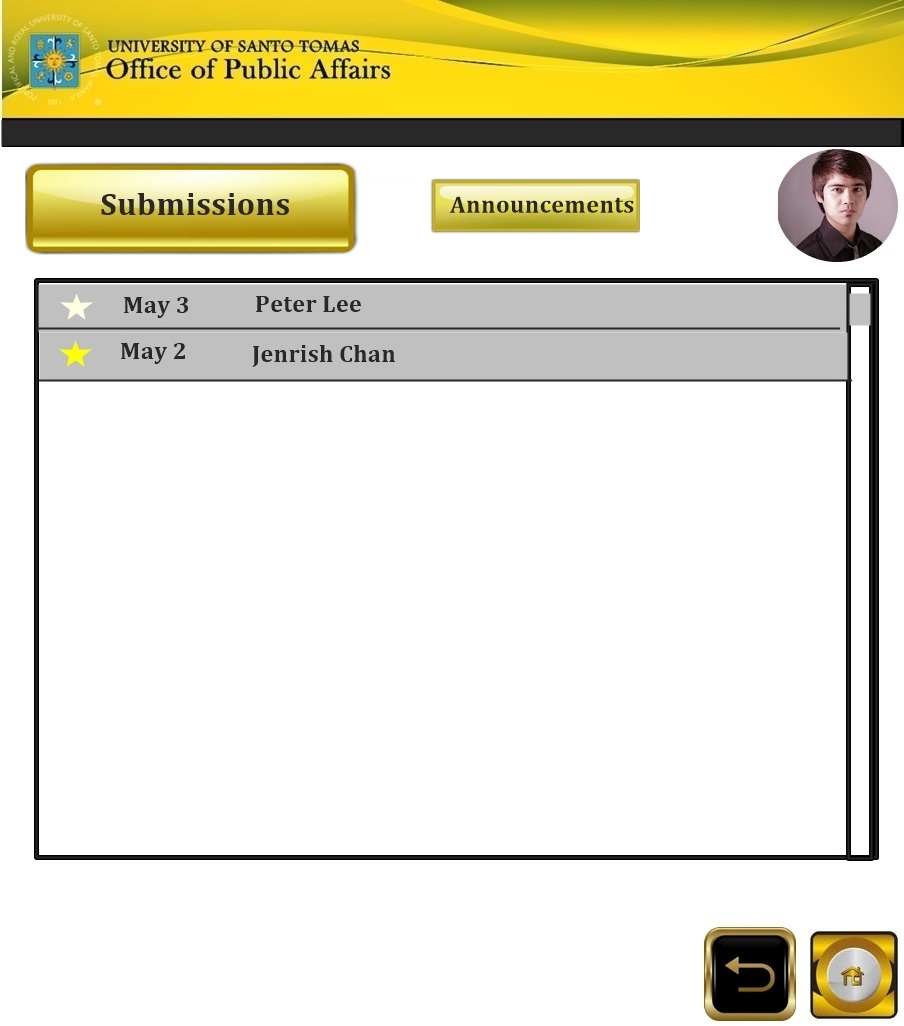 UNIVERSITY OF SANTO TOMAS
Office of Public Affairs
Submissions
Announcements
May 3 Peter Lee
May 2 Jenrish Chan